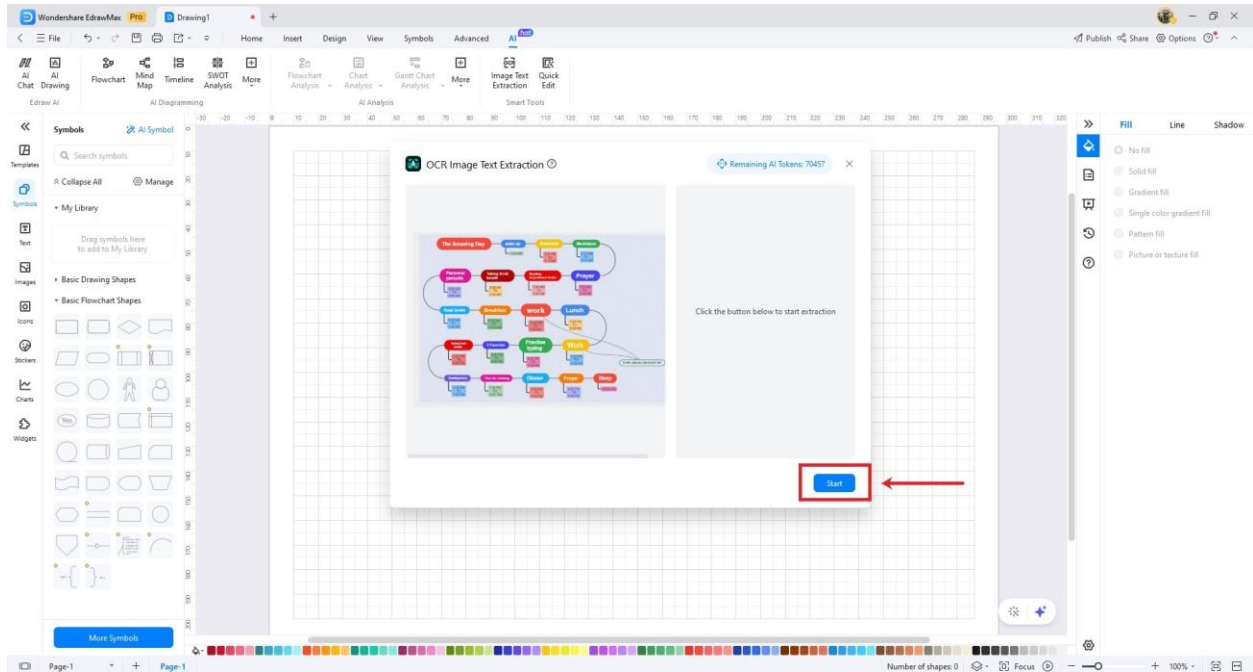 Wondershare EdrawMax Pro Drawing1
File Home Insert Design View Symbols Advanced AI hot Publish Share Options
AI Chat
AI Drawing
Flowchart
Mind Map
Timeline
SWOT Analysis
More
Flowchart Analysis
Chart Analysis
Gantt Chart Analysis
More
Image Text Extraction
Quick Edit
Edraw AI
AI Diagramming
AI Analysis
Smart Tools
Templates
Symbols
Text
Images
Icons
Stickers
Charts
Widgets
Symbols AI Symbol
Search symbols
Collapse All Manage
My Library
Drag symbols here
to add to My Library
Basic Drawing Shapes
Basic Flowchart Shapes
Yes
More Symbols
OCR Image Text Extraction
Remaining AI Tokens: 70457
The Amazing Day
Prayer
work
Lunch
Practise typing
Work
Dinner
Prayer
Sleep
Click the button below to start extraction
Start
Fill Line Shadow
No fill
Solid fill
Gradient fill
Single color gradient fill
Pattern fill
Picture or texture fill
Page-1 Page-1 Number of shapes: 0 Focus 100%